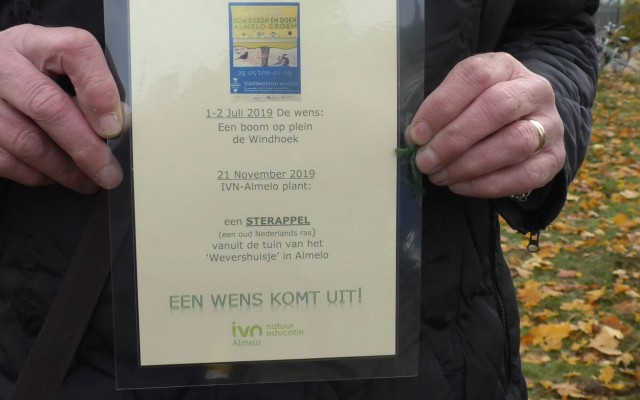 ALMELO GROEN
1-2 Juli 2019 De wens:
Een boom op plein
de Windhoek
21 November 2019
IVN-Almelo plant:
een STERAPPEL
(een oud Nederlands ras)
vanuit de tuin van het
'Wevershuisje' in Almelo
EEN WENS KOMT UIT!
ivn natuur
educatie
Almelo